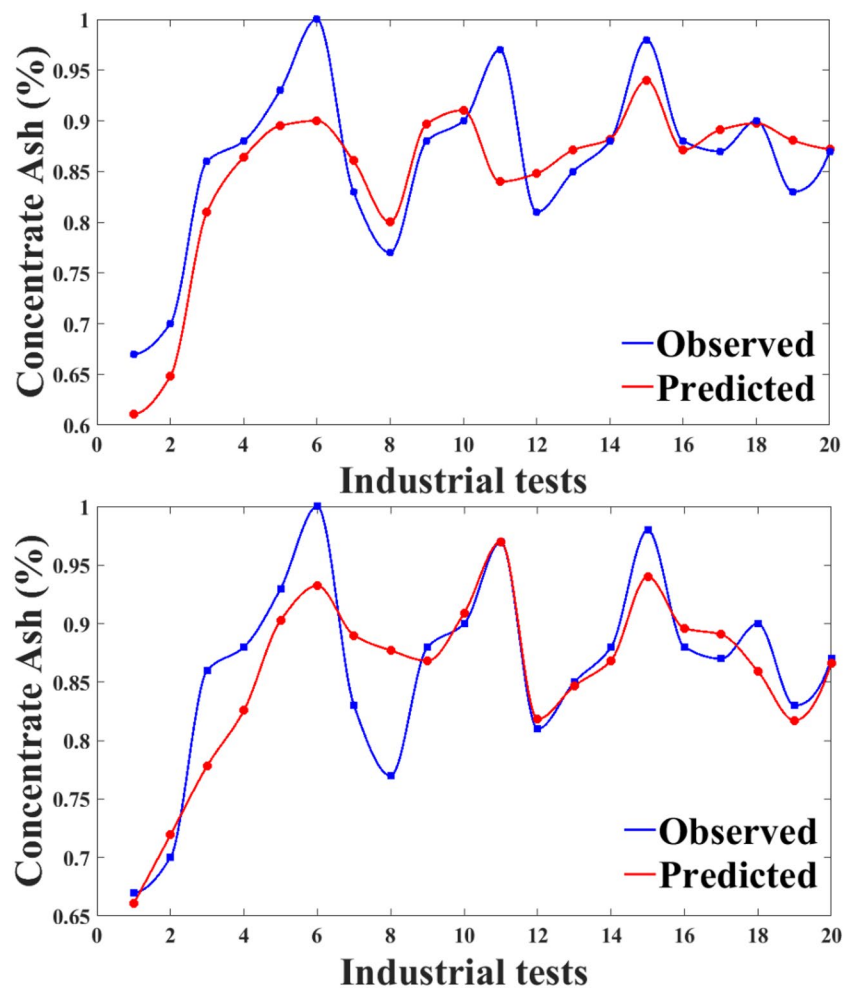 Concentrate Ash (%)
1
0.95
0.9
0.85
0.8
0.75
0.7
0.65
0.6
0 2 4 6 8 10 12 14 16 18 20
Observed
Predicted
Industrial tests
Concentrate Ash (%)
1
0.95
0.9
0.85
0.8
0.75
0.7
0.65
0 2 4 6 8 10 12 14 16 18 20
Observed
Predicted
Industrial tests